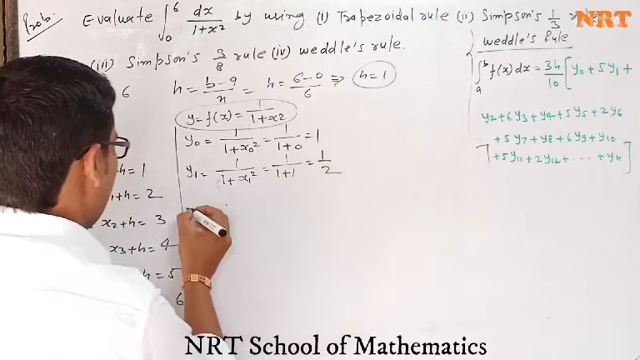 Prob: Evaluate ∫₀⁶ dx/1+x² by using (i) Trapezoidal rule (ii) Simpson's 1/3 rule
(iii) Simpson's 3/8 rule (iv) weddle's rule.
6
h = b-a/n = h = 6-0/6 ⇒ h=1
y = f(x) = 1/1+x2
y0 = 1/1+x0² = 1/1+0 = 1
y1 = 1/1+x1² = 1/1+1 = 1/2
h = 1
1+h = 2
x2+h = 3
x3+h = 4
h = 5
6
weddle's Rule
∫ₐᵇ f(x) dx = 3h/10 [y0 + 5y1 +
y2+6y3+y4+5y5+2y6
+5y7+y8+6y9+y10
+5y11+2y12+ ... + yn]
NRT
NRT School of Mathematics